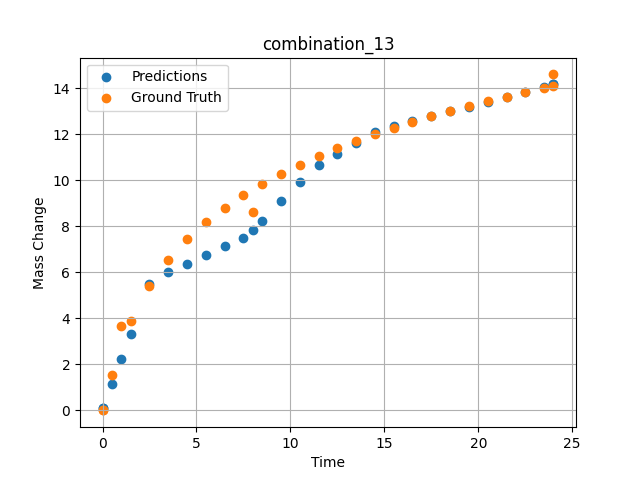 combination_13
Predictions
Ground Truth
14
12
10
8
6
4
2
0
Mass Change
0 5 10 15 20 25
Time